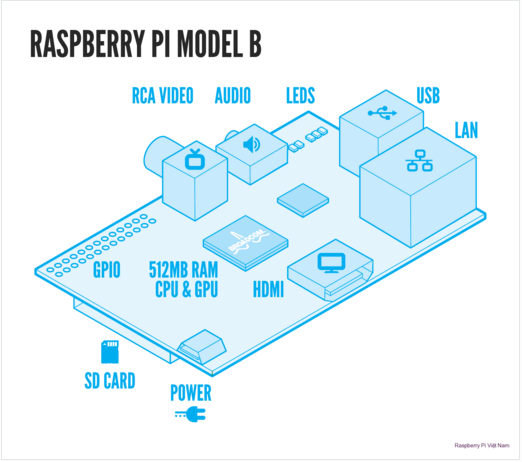 RASPBERRY PI MODEL B
RCA VIDEO
AUDIO
LEDS
USB
LAN
BROADCOM
GPIO
512MB RAM
CPU & GPU
HDMI
SD CARD
POWER
Raspberry Pi Việt Nam